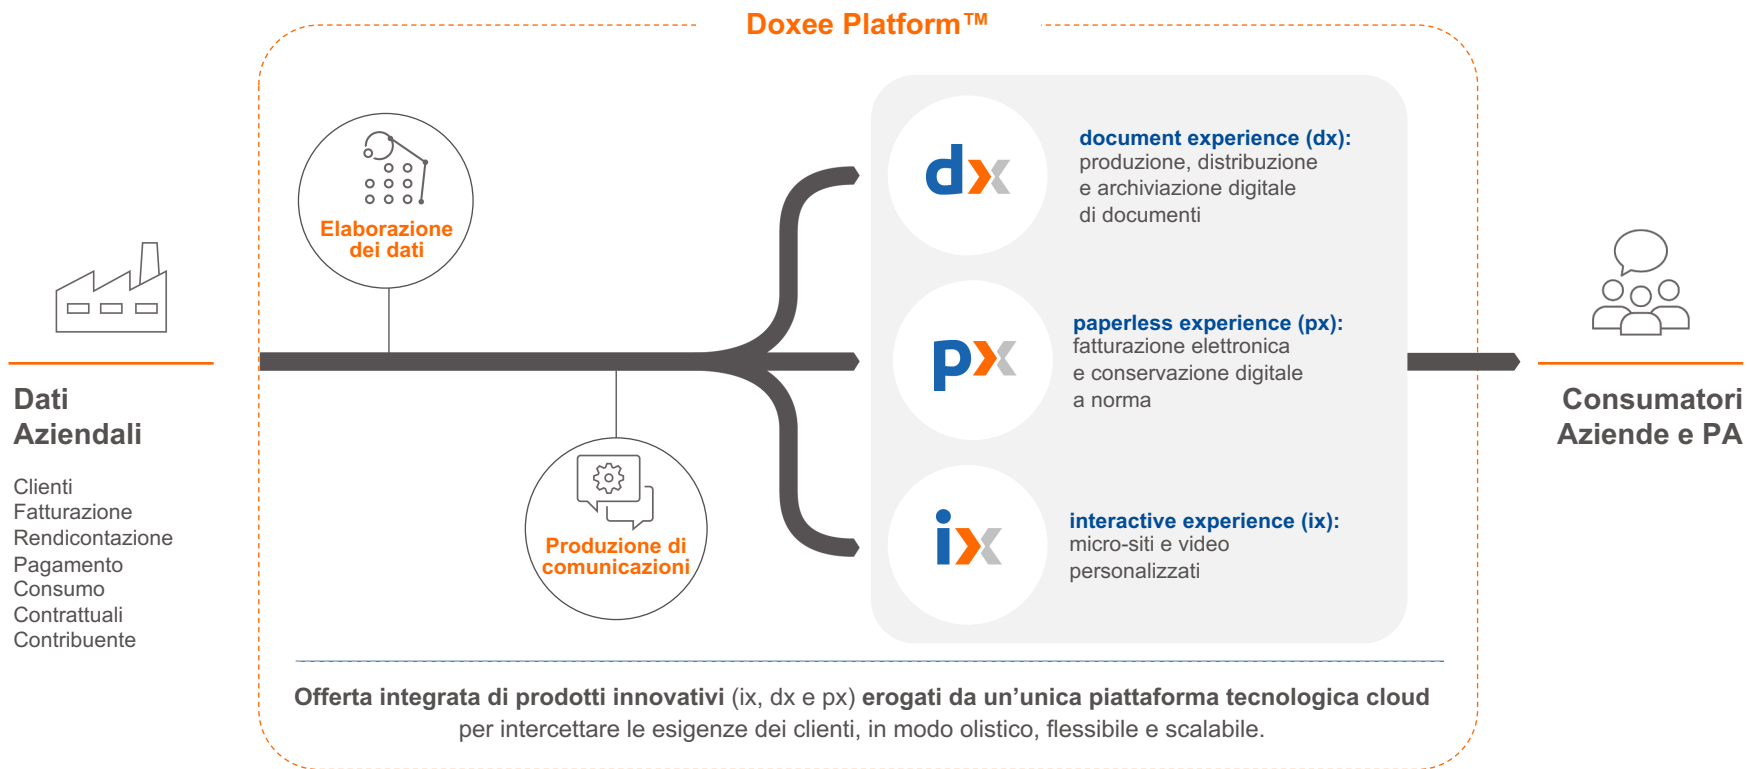 Doxee Platform™
Elaborazione
dei dati
Dati
Aziendali
Clienti
Fatturazione
Rendicontazione
Pagamento
Consumo
Contrattuali
Contribuente
Produzione di
comunicazioni
dx
document experience (dx):
produzione, distribuzione
e archiviazione digitale
di documenti
px
paperless experience (px):
fatturazione elettronica
e conservazione digitale
a norma
ix
interactive experience (ix):
micro-siti e video
personalizzati
Consumatori
Aziende e PA
Offerta integrata di prodotti innovativi (ix, dx e px) erogati da un’unica piattaforma tecnologica cloud
per intercettare le esigenze dei clienti, in modo olistico, flessibile e scalabile.